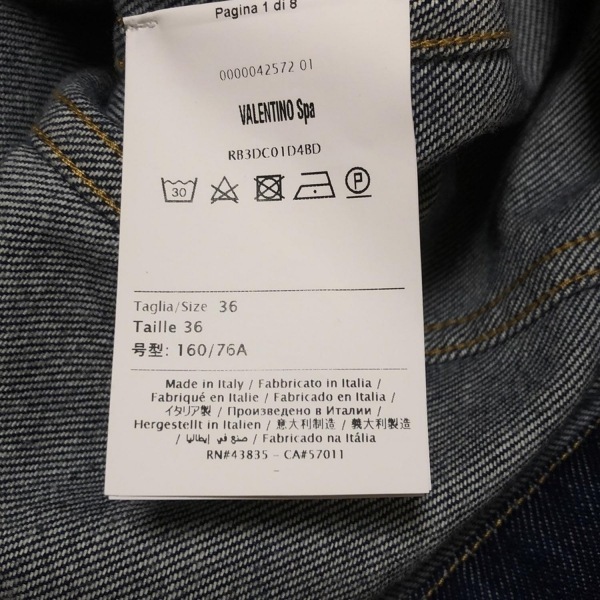 Pagina 1 di 8
0000042572 01
VALENTINO Spa
RB3DC01D4BD
30
P
Taglia/Size 36
Taille 36
号型: 160/76A
Made in Italy / Fabbricato in Italia /
Fabriqué en Italie / Fabricado en Italia /
イタリア製 / Произведено в Италии /
Hergestellt in Italien / 意大利制造 / 義大利製造
/ صنع في إيطاليا / Fabricado na Itália
RN#43835 - CA#57011